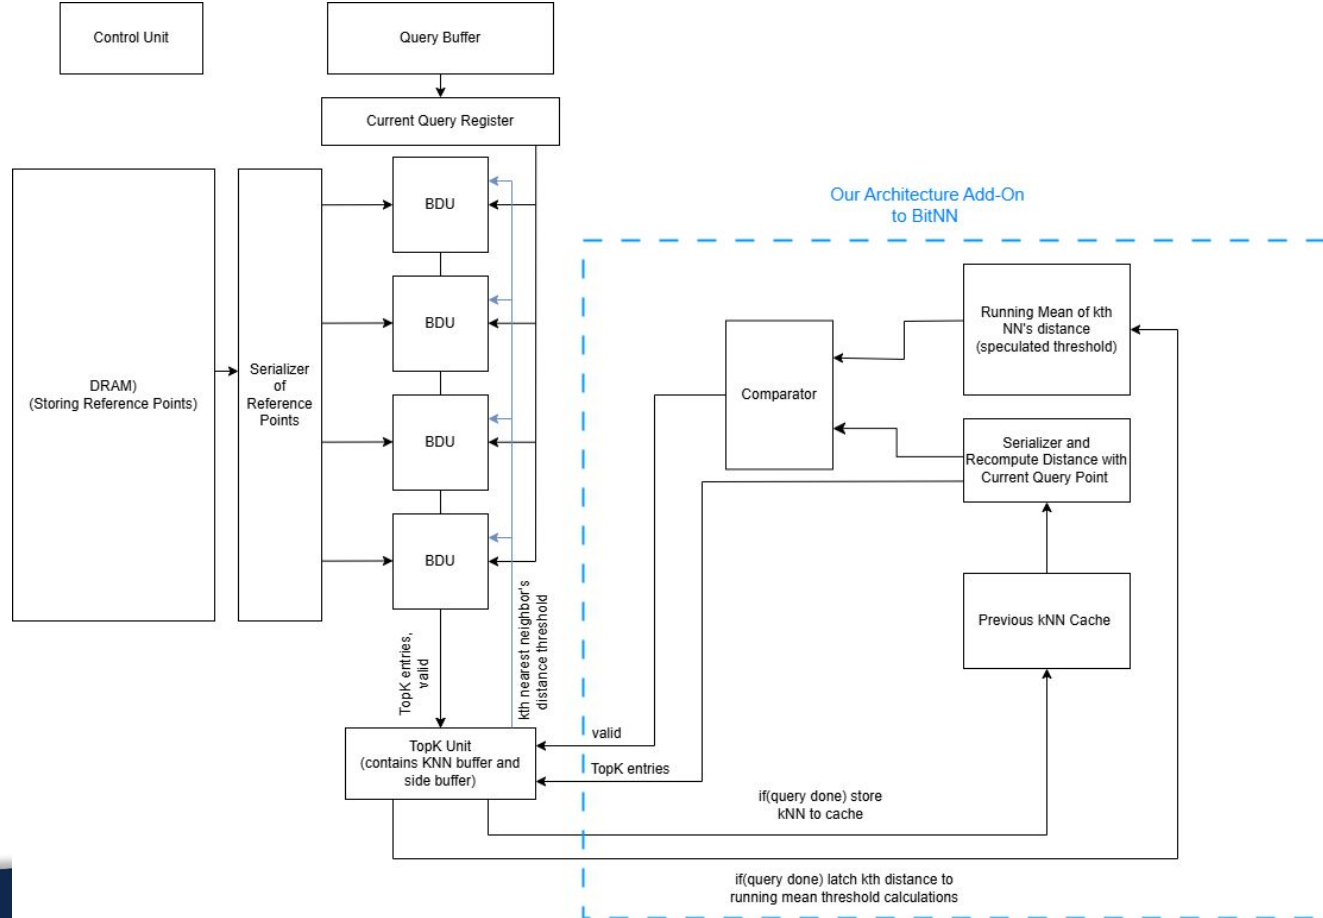 Control Unit
Query Buffer
Current Query Register
BDU
BDU
BDU
BDU
DRAM)
(Storing Reference Points)
Serializer
of
Reference
Points
TopK entries,
valid
kth nearest neighbor's
distance threshold
TopK Unit
(contains KNN buffer and
side buffer)
Our Architecture Add-On
to BitNN
Running Mean of kth
NN's distance
(speculated threshold)
Comparator
Serializer and
Recompute Distance with
Current Query Point
Previous kNN Cache
valid
TopK entries
if(query done) store
kNN to cache
if(query done) latch kth distance to
running mean threshold calculations